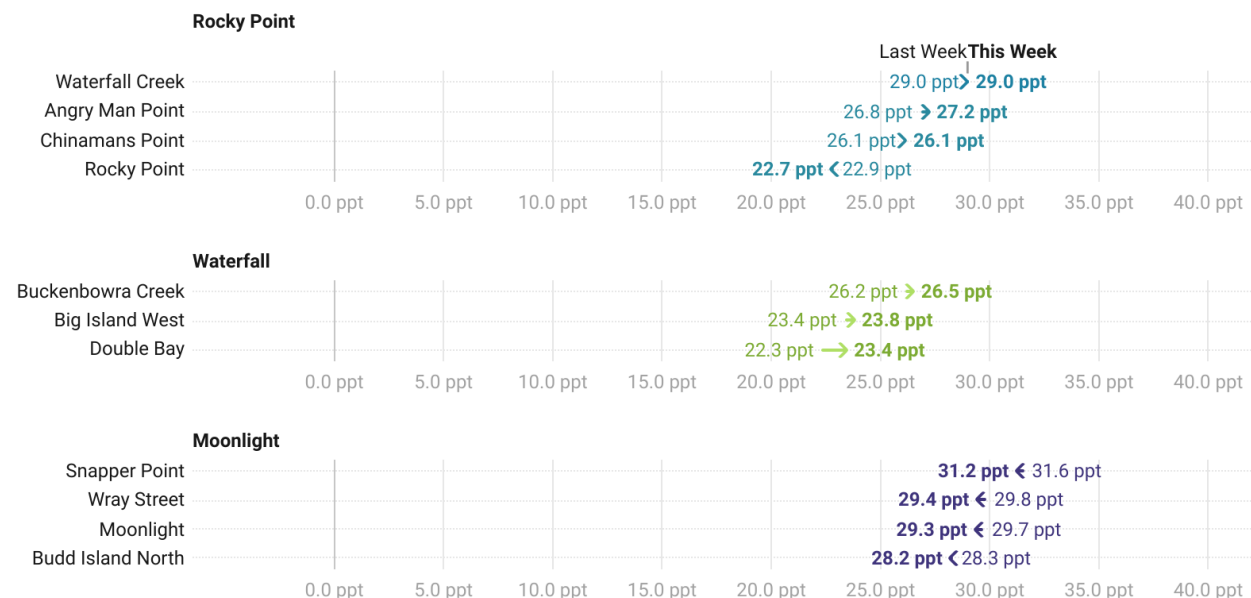 Rocky Point
Last Week This Week
Waterfall Creek 29.0 ppt 29.0 ppt
Angry Man Point 26.8 ppt 27.2 ppt
Chinamans Point 26.1 ppt 26.1 ppt
Rocky Point 22.7 ppt 22.9 ppt
0.0 ppt 5.0 ppt 10.0 ppt 15.0 ppt 20.0 ppt 25.0 ppt 30.0 ppt 35.0 ppt 40.0 ppt
Waterfall
Buckenbowra Creek 26.2 ppt 26.5 ppt
Big Island West 23.4 ppt 23.8 ppt
Double Bay 22.3 ppt 23.4 ppt
0.0 ppt 5.0 ppt 10.0 ppt 15.0 ppt 20.0 ppt 25.0 ppt 30.0 ppt 35.0 ppt 40.0 ppt
Moonlight
Snapper Point 31.2 ppt 31.6 ppt
Wray Street 29.4 ppt 29.8 ppt
Moonlight 29.3 ppt 29.7 ppt
Budd Island North 28.2 ppt 28.3 ppt
0.0 ppt 5.0 ppt 10.0 ppt 15.0 ppt 20.0 ppt 25.0 ppt 30.0 ppt 35.0 ppt 40.0 ppt